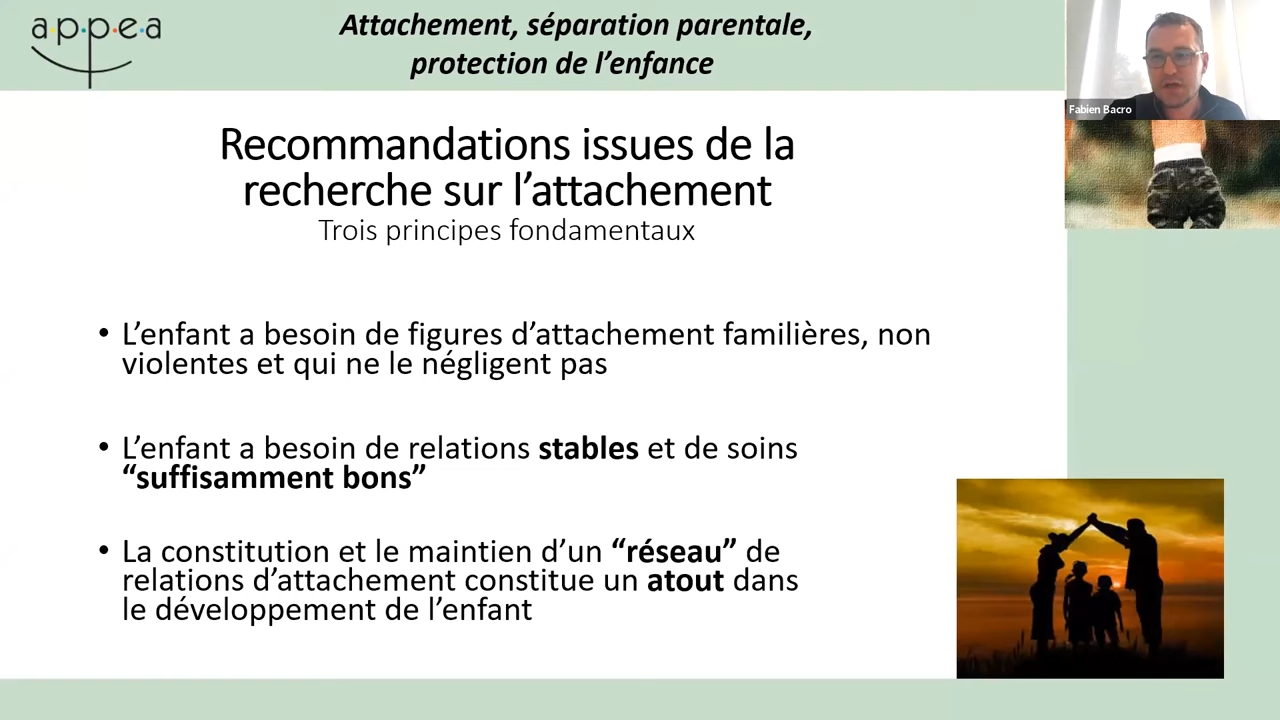 a·p·p·e·a
Attachement, séparation parentale,
protection de l’enfance
Fabien Bacro
Recommandations issues de la
recherche sur l’attachement
Trois principes fondamentaux
• L’enfant a besoin de figures d’attachement familières, non
violentes et qui ne le négligent pas
• L’enfant a besoin de relations stables et de soins
“suffisamment bons”
• La constitution et le maintien d’un “réseau” de
relations d’attachement constitue un atout dans
le développement de l’enfant